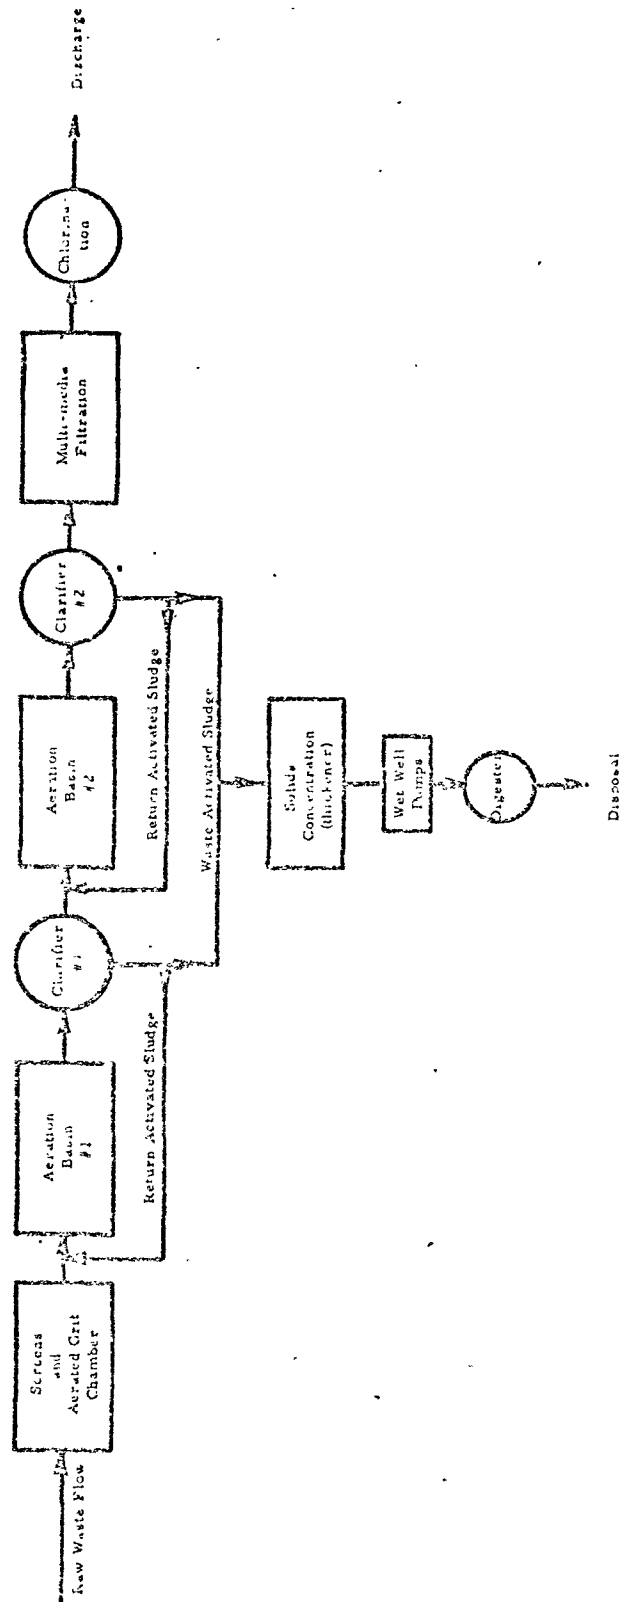 Raw Waste Flow
Screens
and
Aerated Grit
Chamber
Aeration
Basin
#1
Clarifier
#1
Aeration
Basin
#2
Clarifier
#2
Multi-media
Filtration
Chlorina-
tion
Discharge
Return Activated Sludge
Return Activated Sludge
Waste Activated Sludge
Solids
Concentration
(thickener)
Wet Well
Pumps
Digester
Disposal